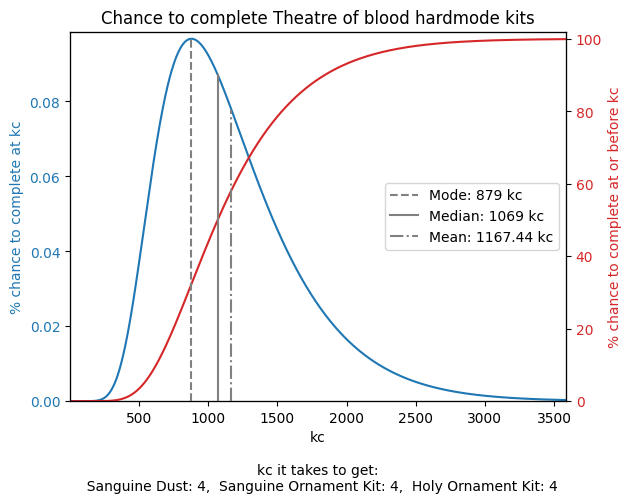 Chance to complete Theatre of blood hardmode kits
% chance to complete at kc
0.08
0.06
0.04
0.02
0.00
Mode: 879 kc
Median: 1069 kc
Mean: 1167.44 kc
100
80
60
40
20
0
% chance to complete at or before kc
500 1000 1500 2000 2500 3000 3500
kc
kc it takes to get:
Sanguine Dust: 4, Sanguine Ornament Kit: 4, Holy Ornament Kit: 4